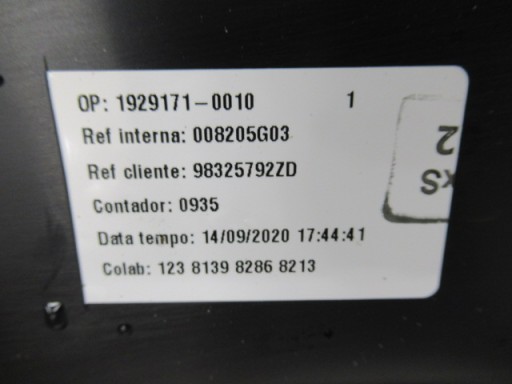 OP: 1929171-0010 1
Ref interna: 008205G03
Ref cliente: 98325792ZD
Contador: 0935
Data tempo: 14/09/2020 17:44:41
Colab: 123 8139 8286 8213
2